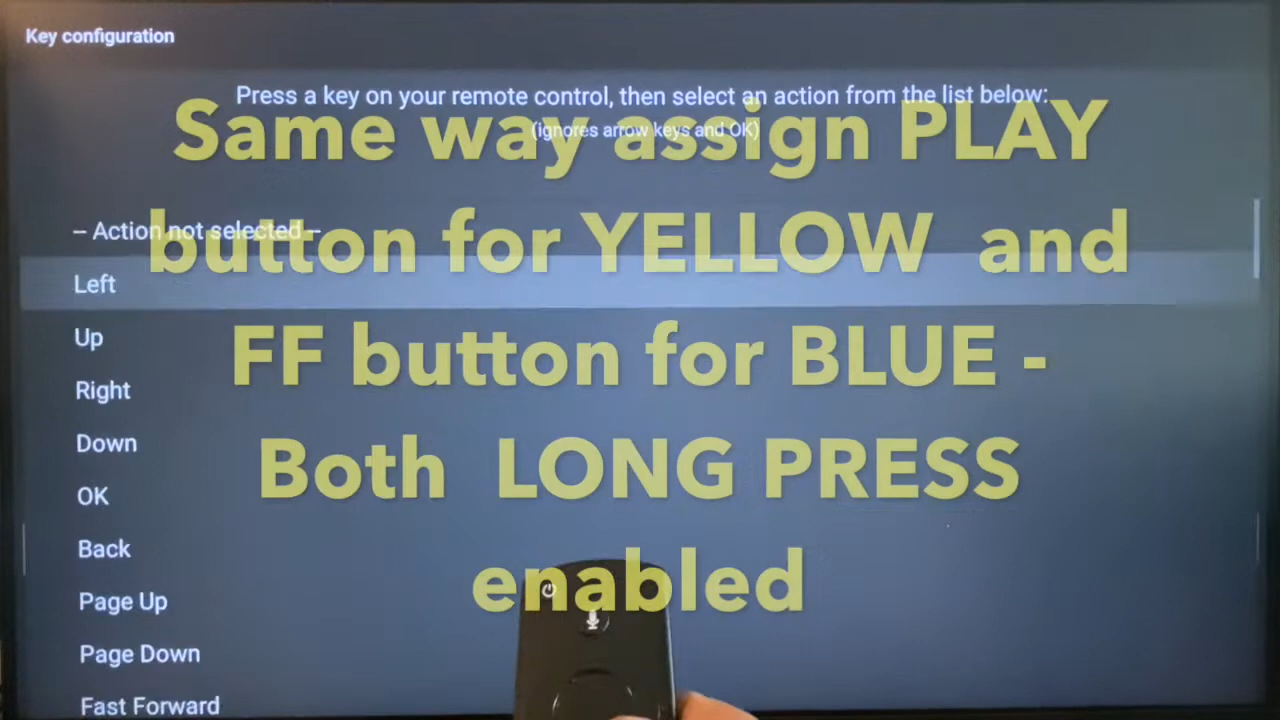 Key configuration
Press a key on your remote control, then select an action from the list below:
(ignores arrow keys and OK)
Same way assign PLAY
button for YELLOW and
FF button for BLUE -
Both LONG PRESS
enabled
-- Action not selected --
Left
Up
Right
Down
OK
Back
Page Up
Page Down
Fast Forward